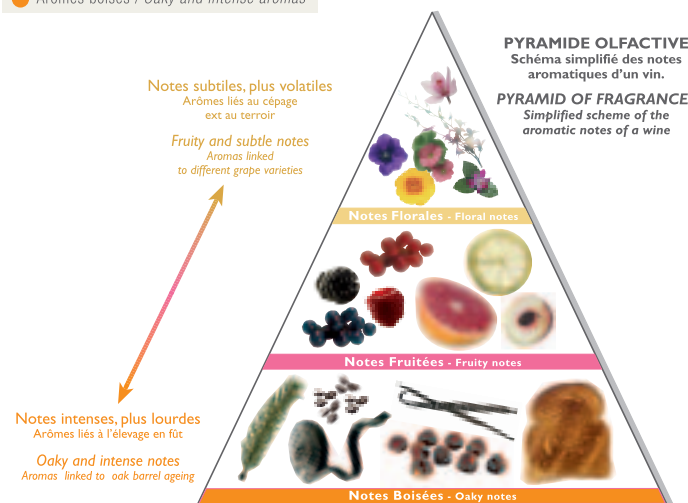 Arômes boisés / Oaky and intense aromas
PYRAMIDE OLFACTIVE
Schéma simplifié des notes
aromatiques d'un vin.
PYRAMID OF FRAGRANCE
Simplified scheme of the
aromatic notes of a wine
Notes subtiles, plus volatiles
Arômes liés au cépage
ext au terroir
Fruity and subtle notes
Aromas linked
to different grape varieties
Notes Florales - Floral notes
Notes Fruitées - Fruity notes
Notes intenses, plus lourdes
Arômes liés à l'élevage en fût
Oaky and intense notes
Aromas linked to oak barrel ageing
Notes Boisées - Oaky notes